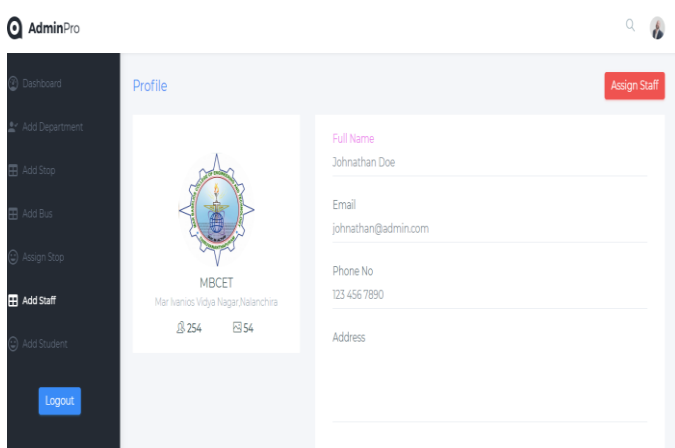 AdminPro
Dashboard
Add Department
Add Stop
Add Bus
Assign Stop
Add Staff
Add Student
Logout
Profile
Assign Staff
MBCET
Mar Ivanios Vidya Nagar,Nalanchira
254
54
Full Name
Johnathan Doe
Email
johnathan@admin.com
Phone No
123 456 7890
Address